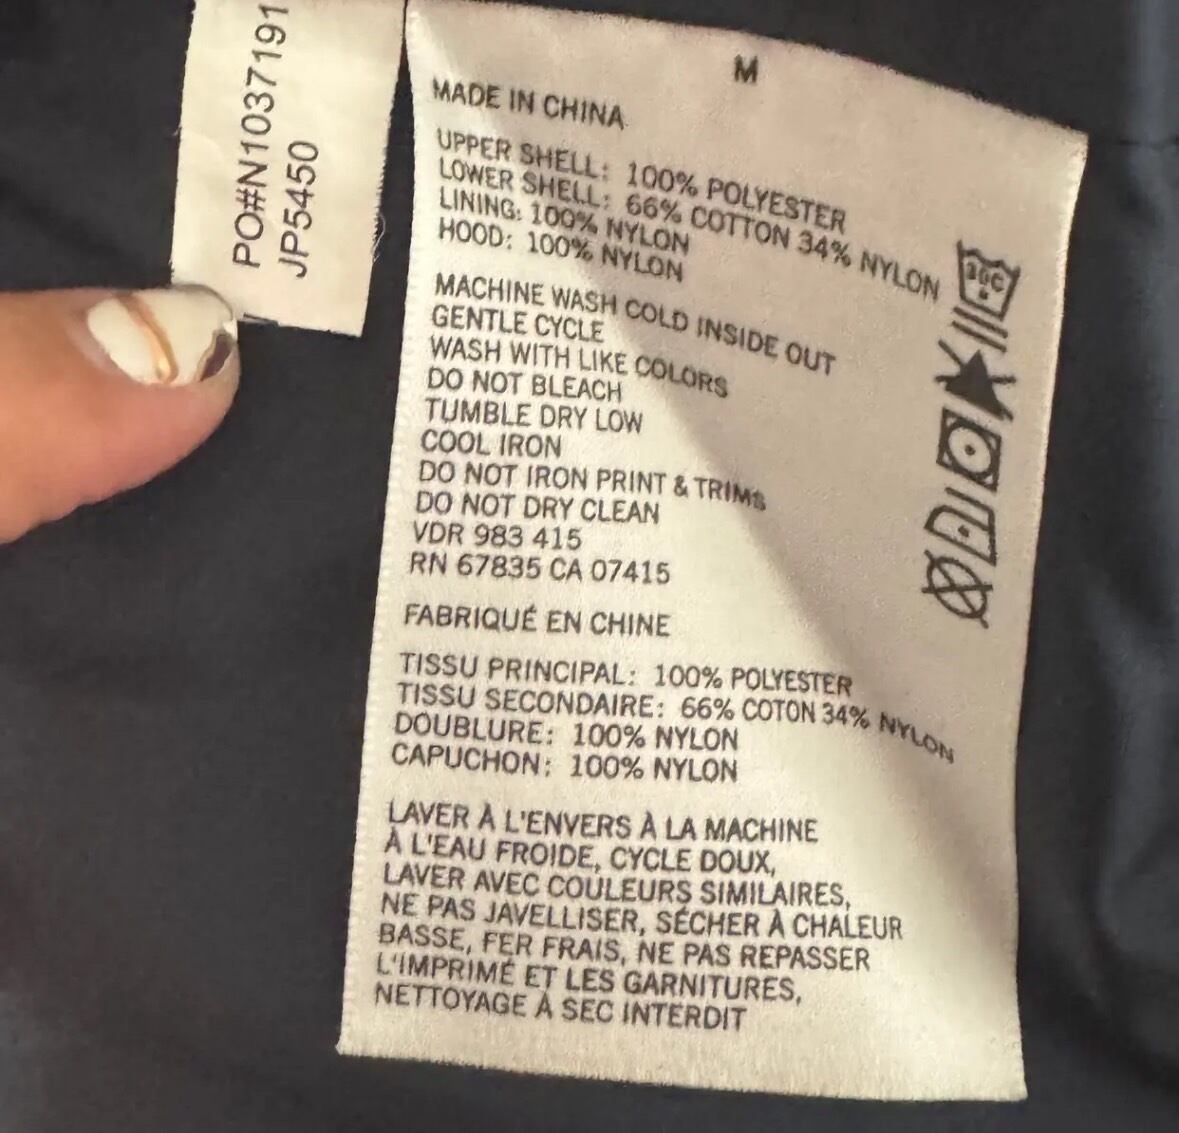 PO#N1037191
JP5450
M
MADE IN CHINA
UPPER SHELL: 100% POLYESTER
LOWER SHELL: 66% COTTON 34% NYLON
LINING: 100% NYLON
HOOD: 100% NYLON
MACHINE WASH COLD INSIDE OUT
GENTLE CYCLE
WASH WITH LIKE COLORS
DO NOT BLEACH
TUMBLE DRY LOW
COOL IRON
DO NOT IRON PRINT & TRIMS
DO NOT DRY CLEAN
VDR 983 415
RN 67835 CA 07415
FABRIQUÉ EN CHINE
TISSU PRINCIPAL: 100% POLYESTER
TISSU SECONDAIRE: 66% COTON 34% NYLON
DOUBLURE: 100% NYLON
CAPUCHON: 100% NYLON
LAVER À L'ENVERS À LA MACHINE
À L'EAU FROIDE, CYCLE DOUX,
LAVER AVEC COULEURS SIMILAIRES,
NE PAS JAVELLISER, SÉCHER À CHALEUR
BASSE, FER FRAIS, NE PAS REPASSER
L'IMPRIMÉ ET LES GARNITURES,
NETTOYAGE À SEC INTERDIT
30C